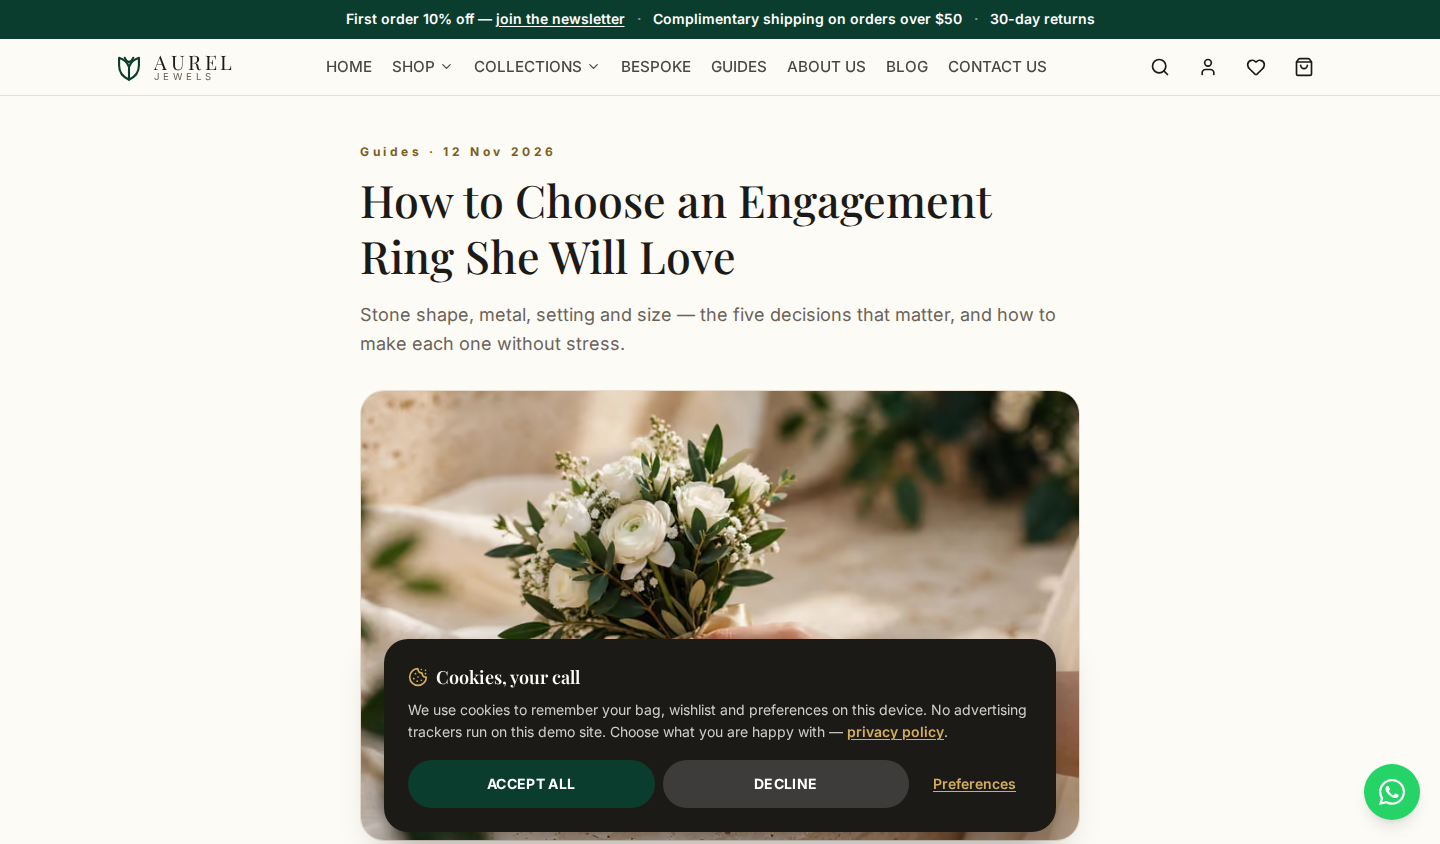 First order 10% off — join the newsletter · Complimentary shipping on orders over $50 · 30-day returns
AUREL
JEWELS
HOME SHOP COLLECTIONS BESPOKE GUIDES ABOUT US BLOG CONTACT US
Guides · 12 Nov 2026
How to Choose an Engagement
Ring She Will Love
Stone shape, metal, setting and size — the five decisions that matter, and how to
make each one without stress.
Cookies, your call
We use cookies to remember your bag, wishlist and preferences on this device. No advertising
trackers run on this demo site. Choose what you are happy with — privacy policy.
ACCEPT ALL DECLINE Preferences